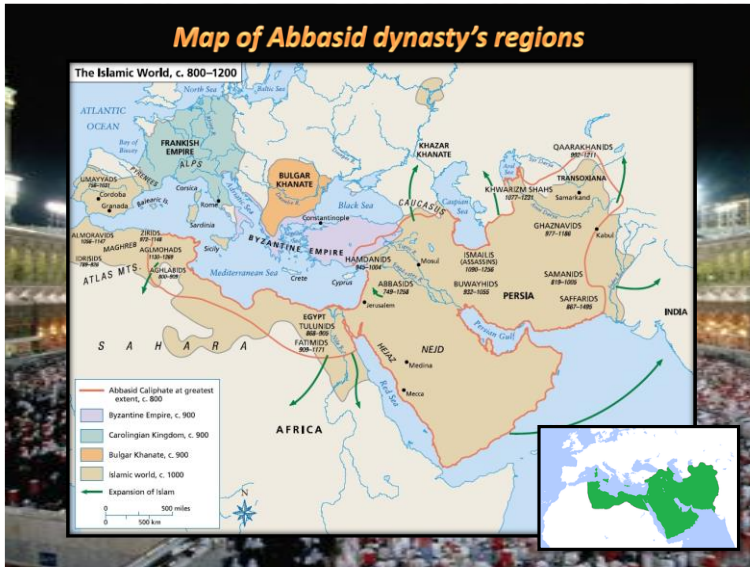 Map of Abbasid dynasty's regions
The Islamic World, c. 800–1200
North Sea
Baltic Sea
ATLANTIC
OCEAN
Bay of
Biscay
FRANKISH
EMPIRE
ALPS
PYRENEES
UMAYYADS
Cordoba
Granada
Balearic Is.
Corsica
Sardinia
Rome
Adriatic Sea
Sicily
BULGAR
KHANATE
Constantinople
Black Sea
BYZANTINE EMPIRE
Mediterranean Sea
Crete
Cyprus
KHAZAR
KHANATE
CAUCASUS
Caspian
Sea
Aral
Sea
QAARAKHANIDS
992–1211
TRANSOXIANA
Samarkand
KHWARIZM SHAHS
1077–1231
GHAZNAVIDS
977–1186
Kabul
ALMORAVIDS
1056–1147
MAGHREB
ZIRIDS
972–1148
AGLMOHADS
1130–1269
IDRISIDS
789–926
ATLAS MTS.
AGHLABIDS
800–909
HAMDANIDS
945–1004
Mosul
ISMAILIS
(ASSASSINS)
1090–1256
ABBASIDS
749–1258
BUWAYHIDS
932–1055
PERSIA
SAMANIDS
819–1005
SAFFARIDS
867–1495
INDIA
Jerusalem
EGYPT
TULUNIDS
868–905
FATIMIDS
909–1171
SAHARA
Persian Gulf
HEJAZ
NEJD
Medina
Mecca
Red Sea
AFRICA
Abbasid Caliphate at greatest
extent, c. 800
Byzantine Empire, c. 900
Carolingian Kingdom, c. 900
Bulgar Khanate, c. 900
Islamic world, c. 1000
Expansion of Islam
0 500 miles
0 500 km
N